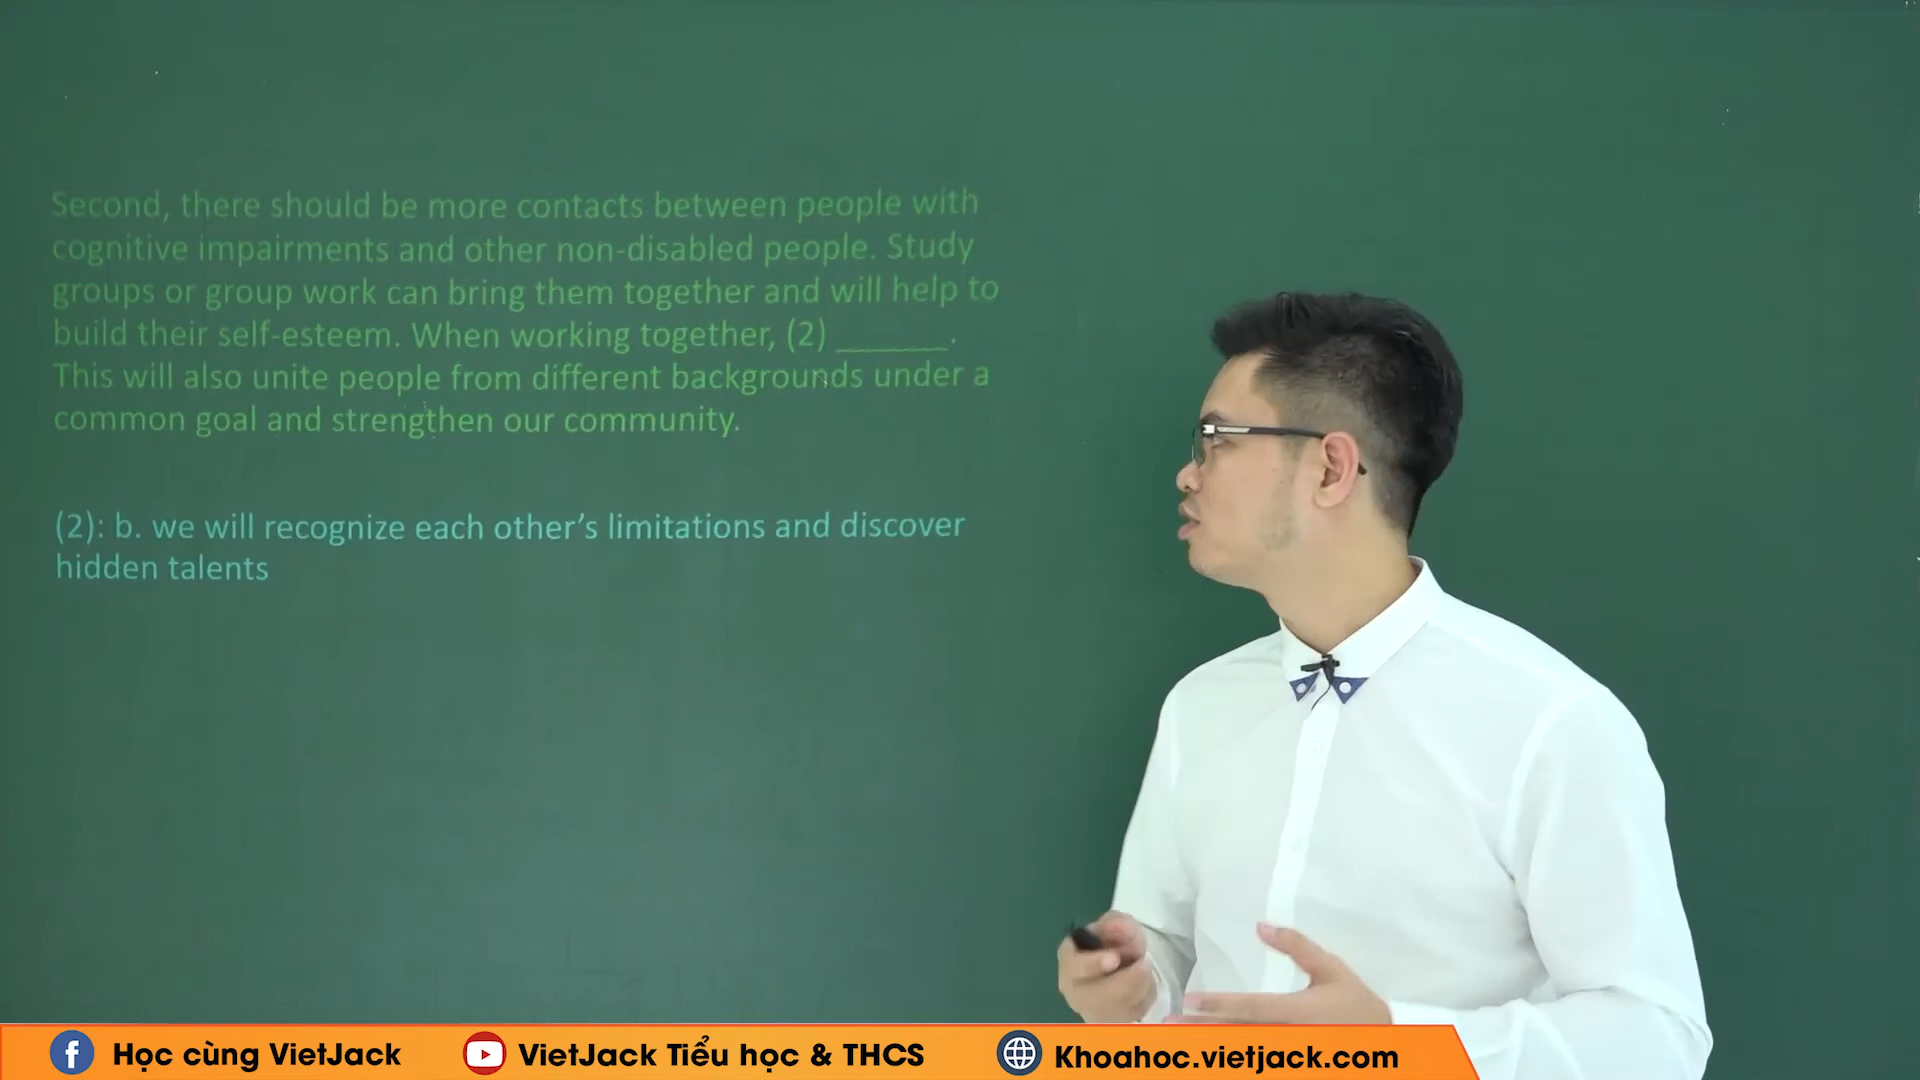 Second, there should be more contacts between people with
cognitive impairments and other non-disabled people. Study
groups or group work can bring them together and will help to
build their self-esteem. When working together, (2) ______.
This will also unite people from different backgrounds under a
common goal and strengthen our community.
(2): b. we will recognize each other’s limitations and discover
hidden talents
Học cùng VietJack
VietJack Tiểu học & THCS
Khoahoc.vietjack.com